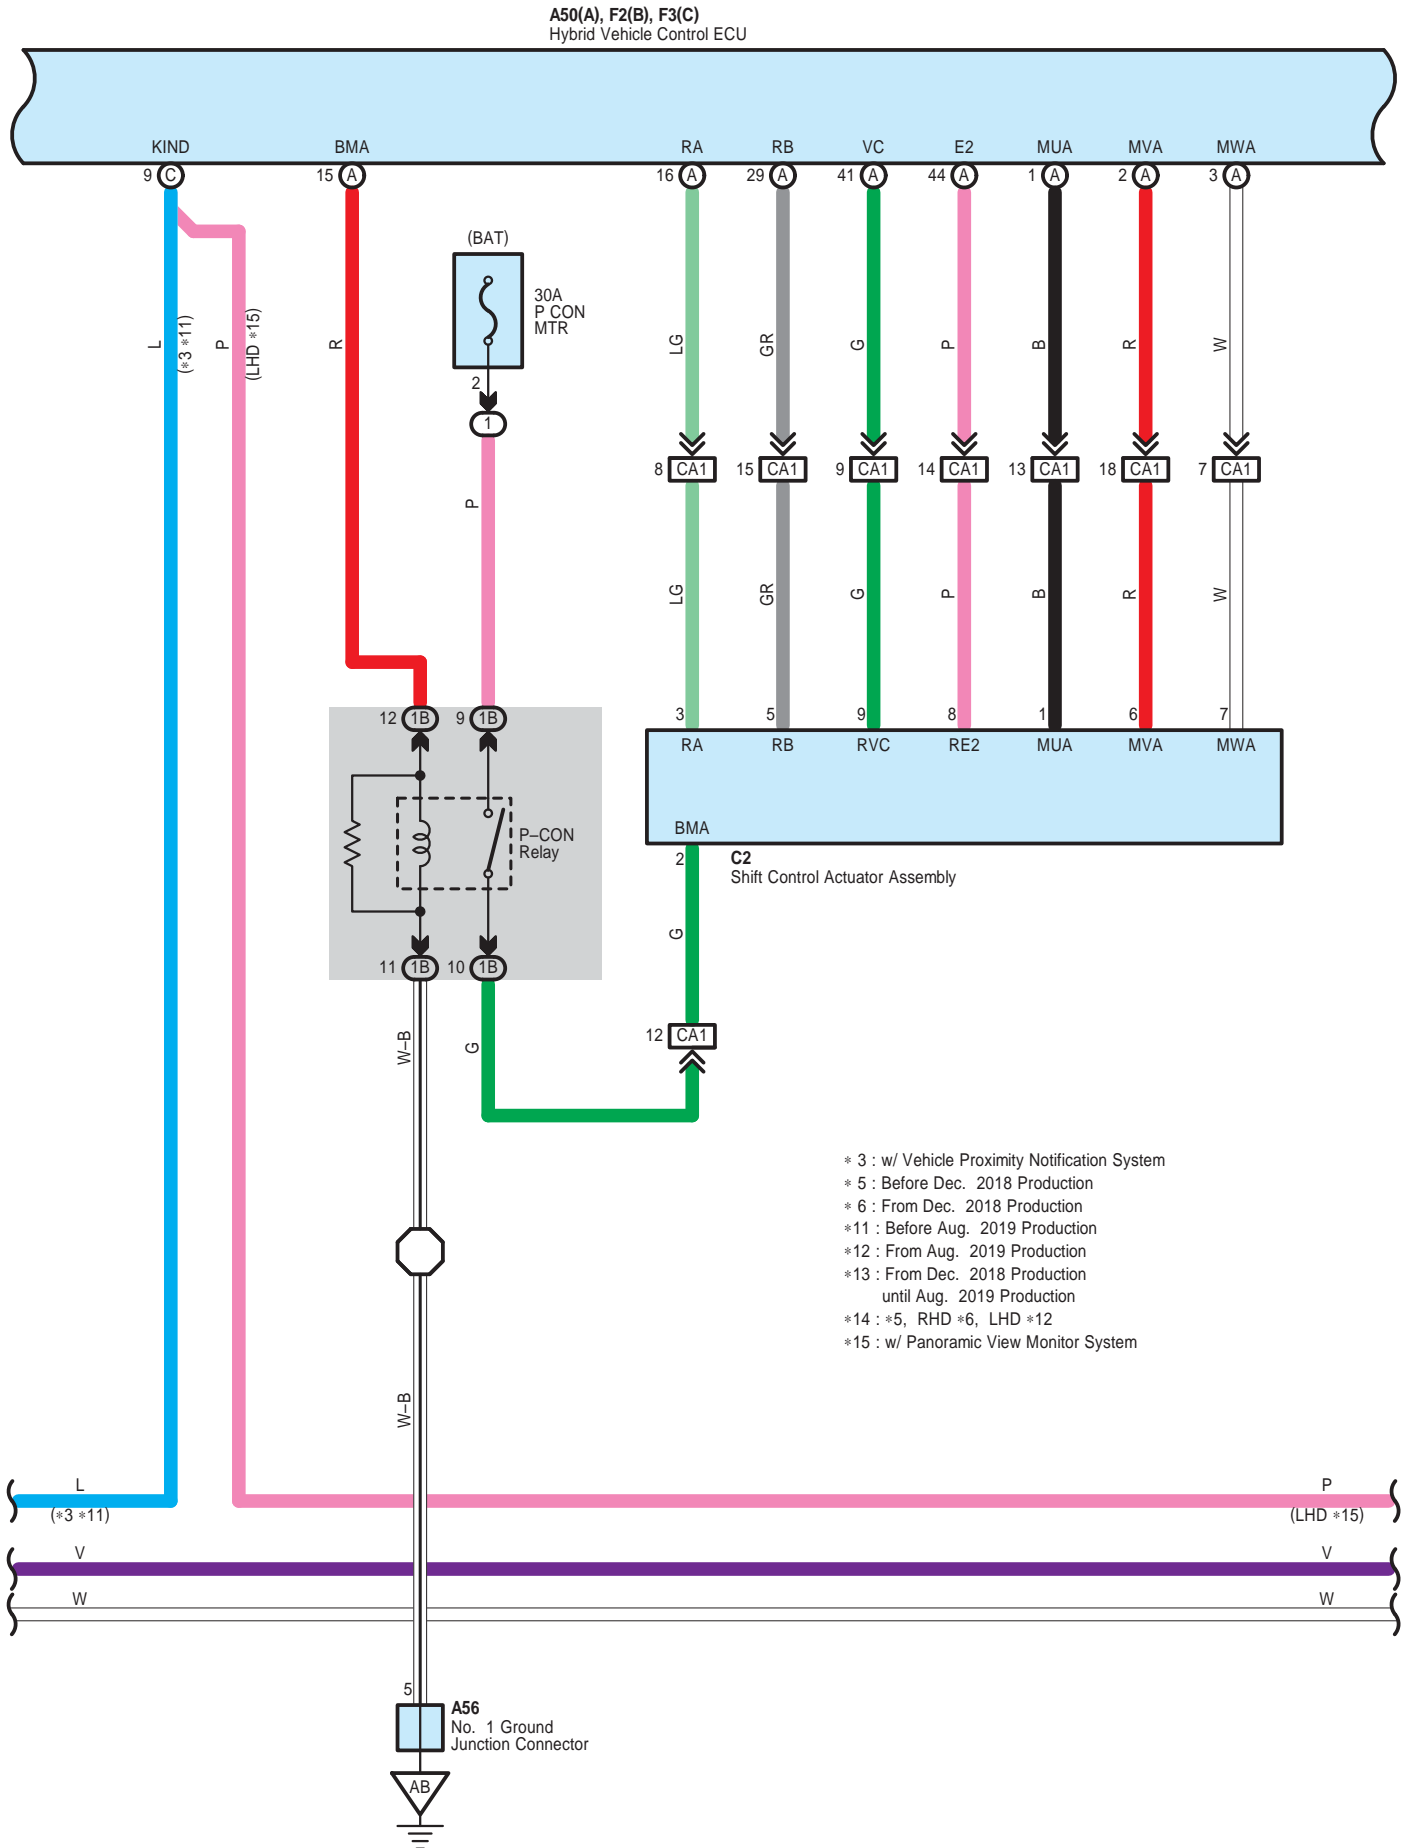 A50(A), F2(B), F3(C)
Hybrid Vehicle Control ECU
KIND BMA RA RB VC E2 MUA MVA MWA
9 C 15 A 16 A 29 A 41 A 44 A 1 A 2 A 3 A
(BAT)
30A
P CON
MTR
L
(*3 *11)
P
(LHD *15)
R
LG GR G P B R W
2
1
8 CA1 15 CA1 9 CA1 14 CA1 13 CA1 18 CA1 7 CA1
P
LG GR G P B R W
12 1B 9 1B
3 5 9 8 1 6 7
RA RB RVC RE2 MUA MVA MWA
P–CON
Relay
BMA
2
C2
Shift Control Actuator Assembly
G
11 1B 10 1B
W–B
G
12 CA1
* 3 : w/ Vehicle Proximity Notification System
* 5 : Before Dec. 2018 Production
* 6 : From Dec. 2018 Production
*11 : Before Aug. 2019 Production
*12 : From Aug. 2019 Production
*13 : From Dec. 2018 Production
until Aug. 2019 Production
*14 : *5, RHD *6, LHD *12
*15 : w/ Panoramic View Monitor System
W–B
L
(*3 *11)
P
(LHD *15)
V V
W W
5
A56
No. 1 Ground
Junction Connector
AB